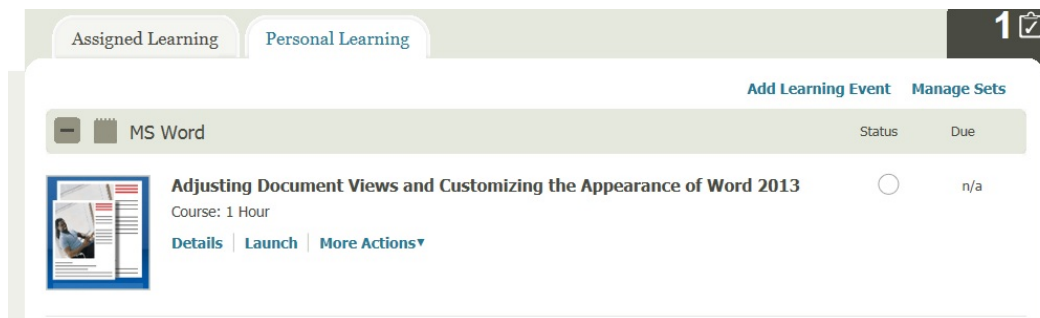 Assigned Learning
Personal Learning
1
Add Learning Event
Manage Sets
MS Word
Status
Due
Adjusting Document Views and Customizing the Appearance of Word 2013
n/a
Course: 1 Hour
Details | Launch | More Actions▼